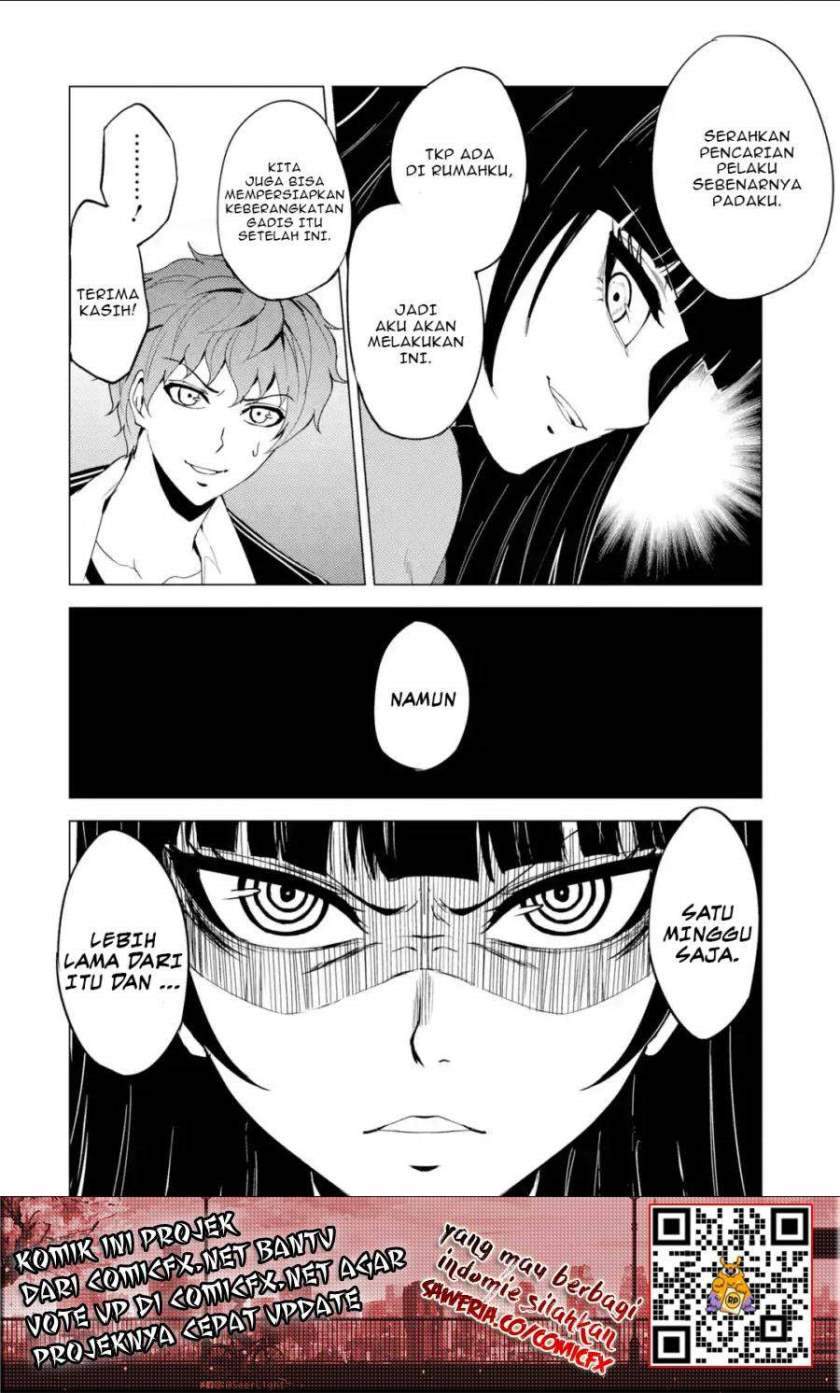 SERAHKAN
PENCARIAN
PELAKU
SEBENARNYA
PADAKU.
TKP ADA
DI RUMAHKU,
JADI
AKU AKAN
MELAKUKAN
INI.
KITA
JUGA BISA
MEMPERSIAPKAN
KEBERANGKATAN
GADIS ITU
SETELAH INI.
.........!
TERIMA
KASIH!
NAMUN
SATU
MINGGU
SAJA.
LEBIH
LAMA DARI
ITU DAN ...
KOMIK INI PROJEK
DARI COMICFX.NET BANTU
VOTE UP DI COMICFX.NET AGAR
PROJEKNYA CEPAT UPDATE
yang mau berbagi
indomie silahkan
SAWERIA.CO/COMICFX
RP